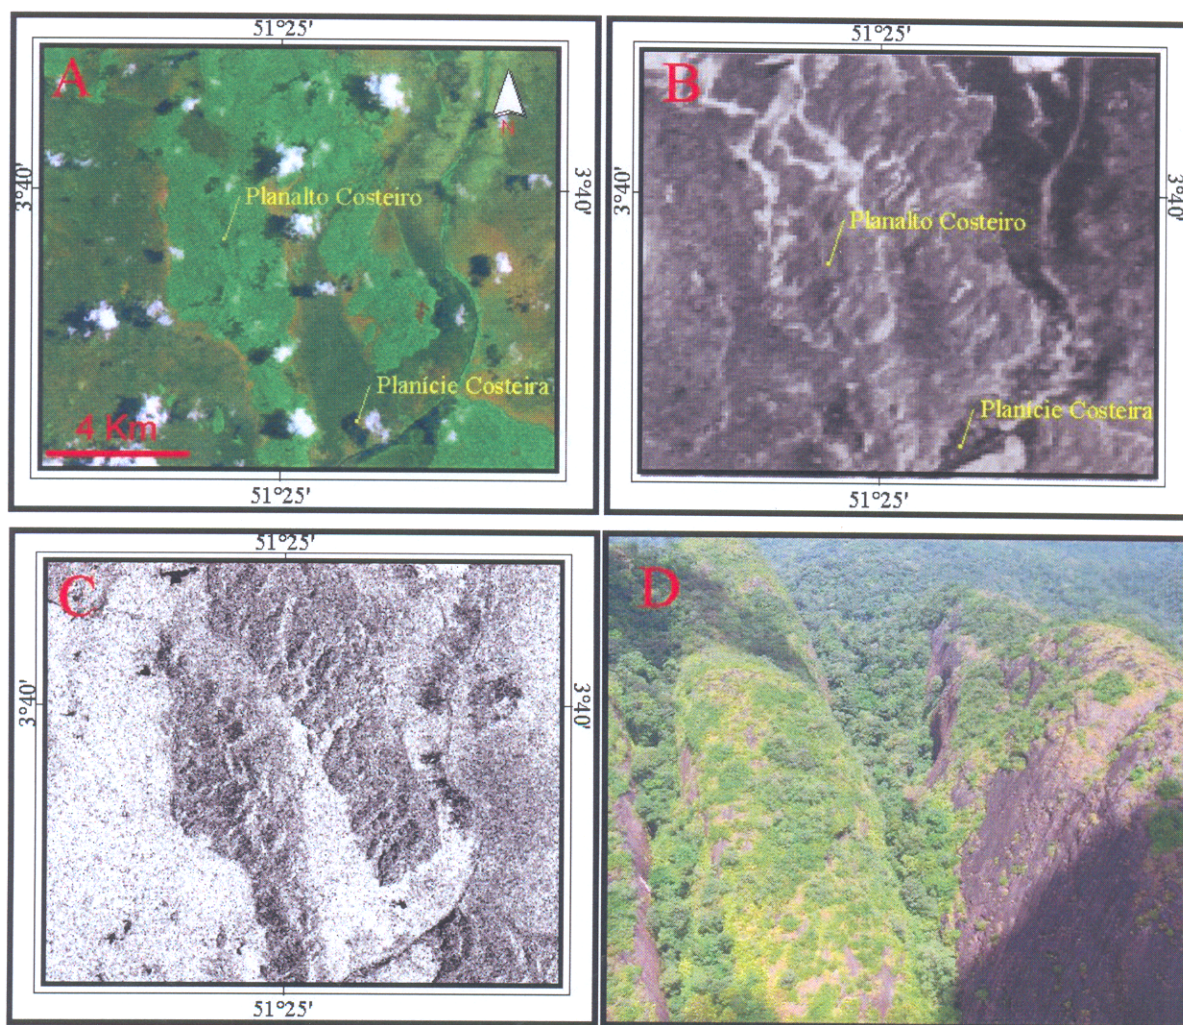 A
51°25'
3°40'
3°40'
N
Planalto Costeiro
Planície Costeira
4 Km
51°25'
B
51°25'
3°40'
3°40'
Planalto Costeiro
Planície Costeira
51°25'
C
51°25'
3°40'
3°40'
51°25'
D